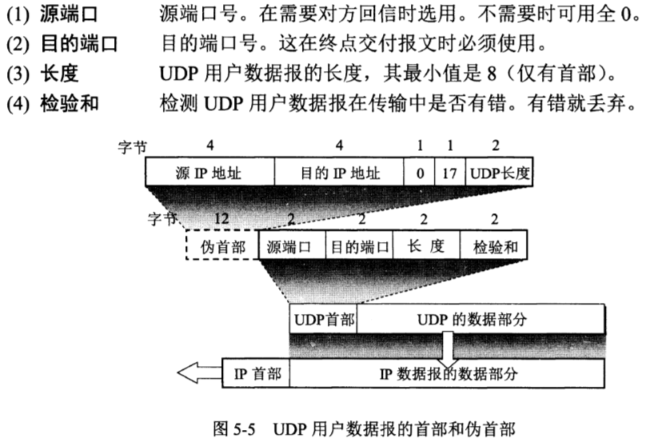 (1) 源端口 源端口号。在需要对方回信时选用。不需要时可用全 0。
(2) 目的端口 目的端口号。这在终点交付报文时必须使用。
(3) 长度 UDP 用户数据报的长度，其最小值是 8（仅有首部）。
(4) 检验和 检测 UDP 用户数据报在传输中是否有错。有错就丢弃。
字节 4 4 1 1 2
源 IP 地址 目的 IP 地址 0 17 UDP长度
字节 12 2 2 2 2
伪首部 源端口 目的端口 长 度 检验和
UDP首部 UDP 的数据部分
IP 首部 IP 数据报的数据部分
图 5-5 UDP 用户数据报的首部和伪首部